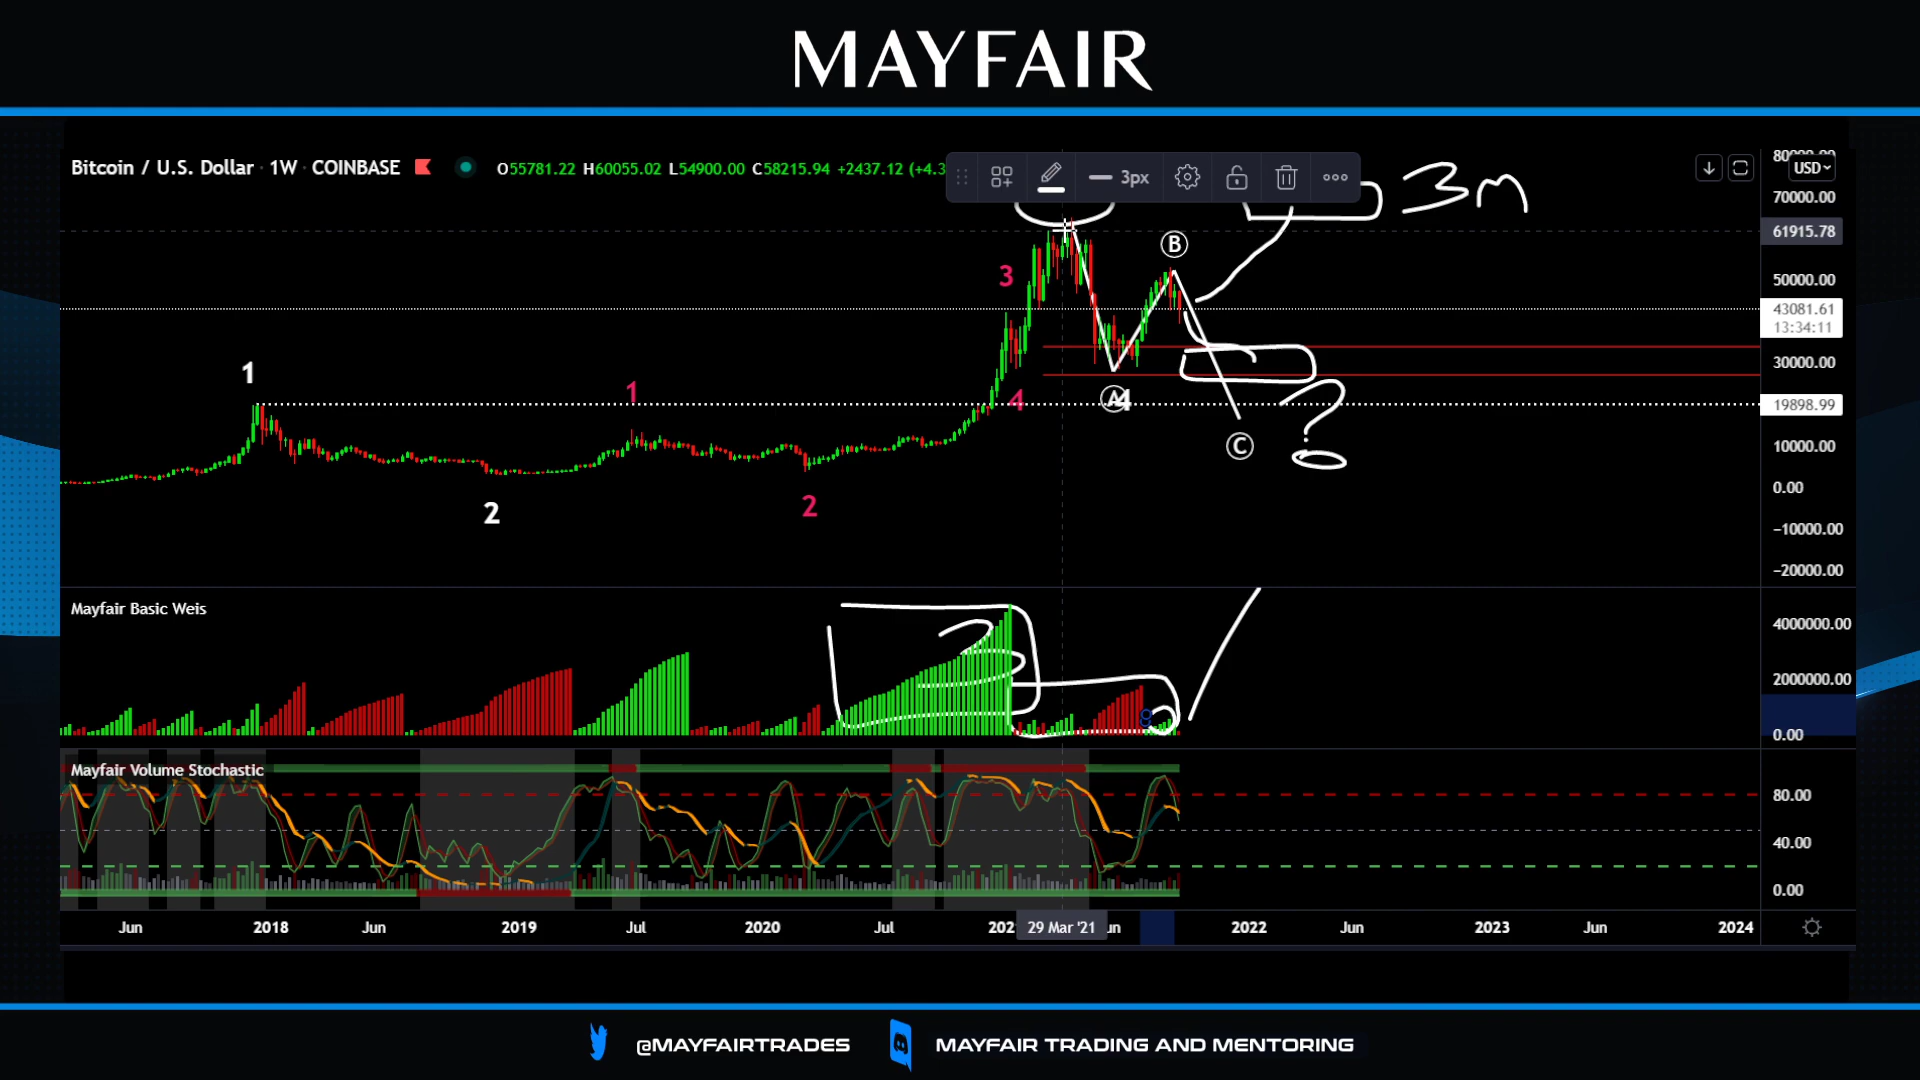 MAYFAIR
Bitcoin / U.S. Dollar · 1W · COINBASE
O55781.22 H60055.02 L54900.00 C58215.94 +2437.12 (+4.3
3px
3m
USD
70000.00
61915.78
50000.00
43081.61
13:34:11
30000.00
19898.99
10000.00
0.00
−10000.00
−20000.00
B
3
1
1
4
A
4
?
C
2
2
Mayfair Basic Weis
4000000.00
2000000.00
0.00
Mayfair Volume Stochastic
80.00
40.00
0.00
Jun 2018 Jun 2019 Jul 2020 Jul 202 29 Mar '21 un 2022 Jun 2023 Jun 2024
@MAYFAIRTRADES MAYFAIR TRADING AND MENTORING